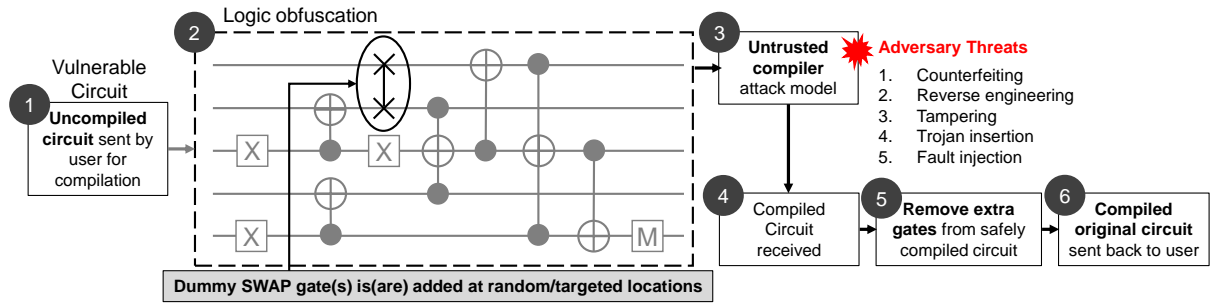 Logic obfuscation
2
Vulnerable
Circuit
1
Uncompiled
circuit sent by
user for
compilation
X
X
X
M
Dummy SWAP gate(s) is(are) added at random/targeted locations
3
Untrusted
compiler
attack model
Adversary Threats
1. Counterfeiting
2. Reverse engineering
3. Tampering
4. Trojan insertion
5. Fault injection
4
Compiled
Circuit
received
5
Remove extra
gates from safely
compiled circuit
6
Compiled
original circuit
sent back to user